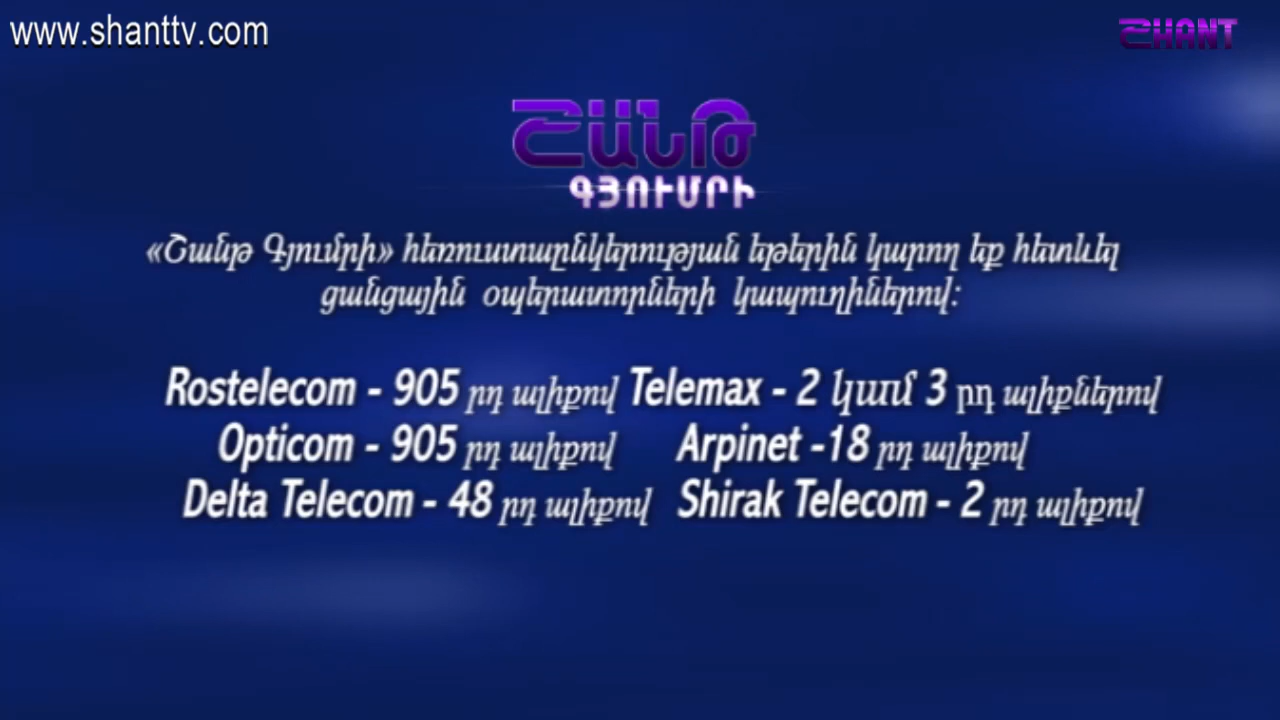 www.shanttv.com
SHANT
ՇԱՆԹ
ԳՅՈՒՄՐԻ
«Շանթ Գյումրի» հեռուստաընկերության եթերին կարող եք հետևել
ցանցային օպերատորների կապուղիներով:
Rostelecom - 905 րդ ալիքով Telemax - 2 կամ 3 րդ ալիքներով
Opticom - 905 րդ ալիքով Arpinet -18 րդ ալիքով
Delta Telecom - 48 րդ ալիքով Shirak Telecom - 2 րդ ալիքով